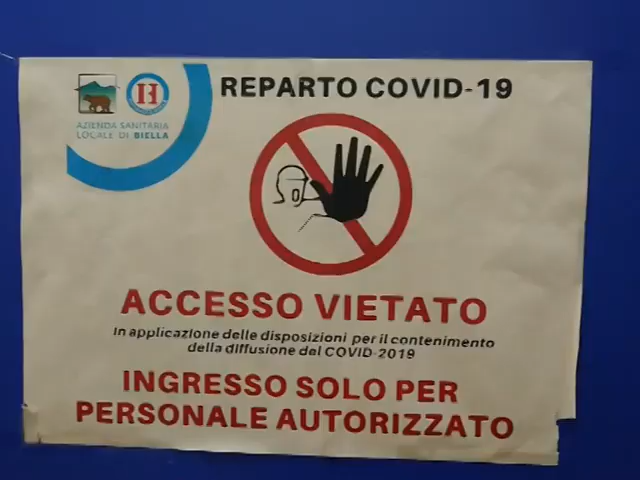 REPARTO COVID-19
H
AZIENDA SANITARIA
LOCALE DI BIELLA
ACCESSO VIETATO
in applicazione delle disposizioni per il contenimento
della diffusione del COVID-2019
INGRESSO SOLO PER
PERSONALE AUTORIZZATO